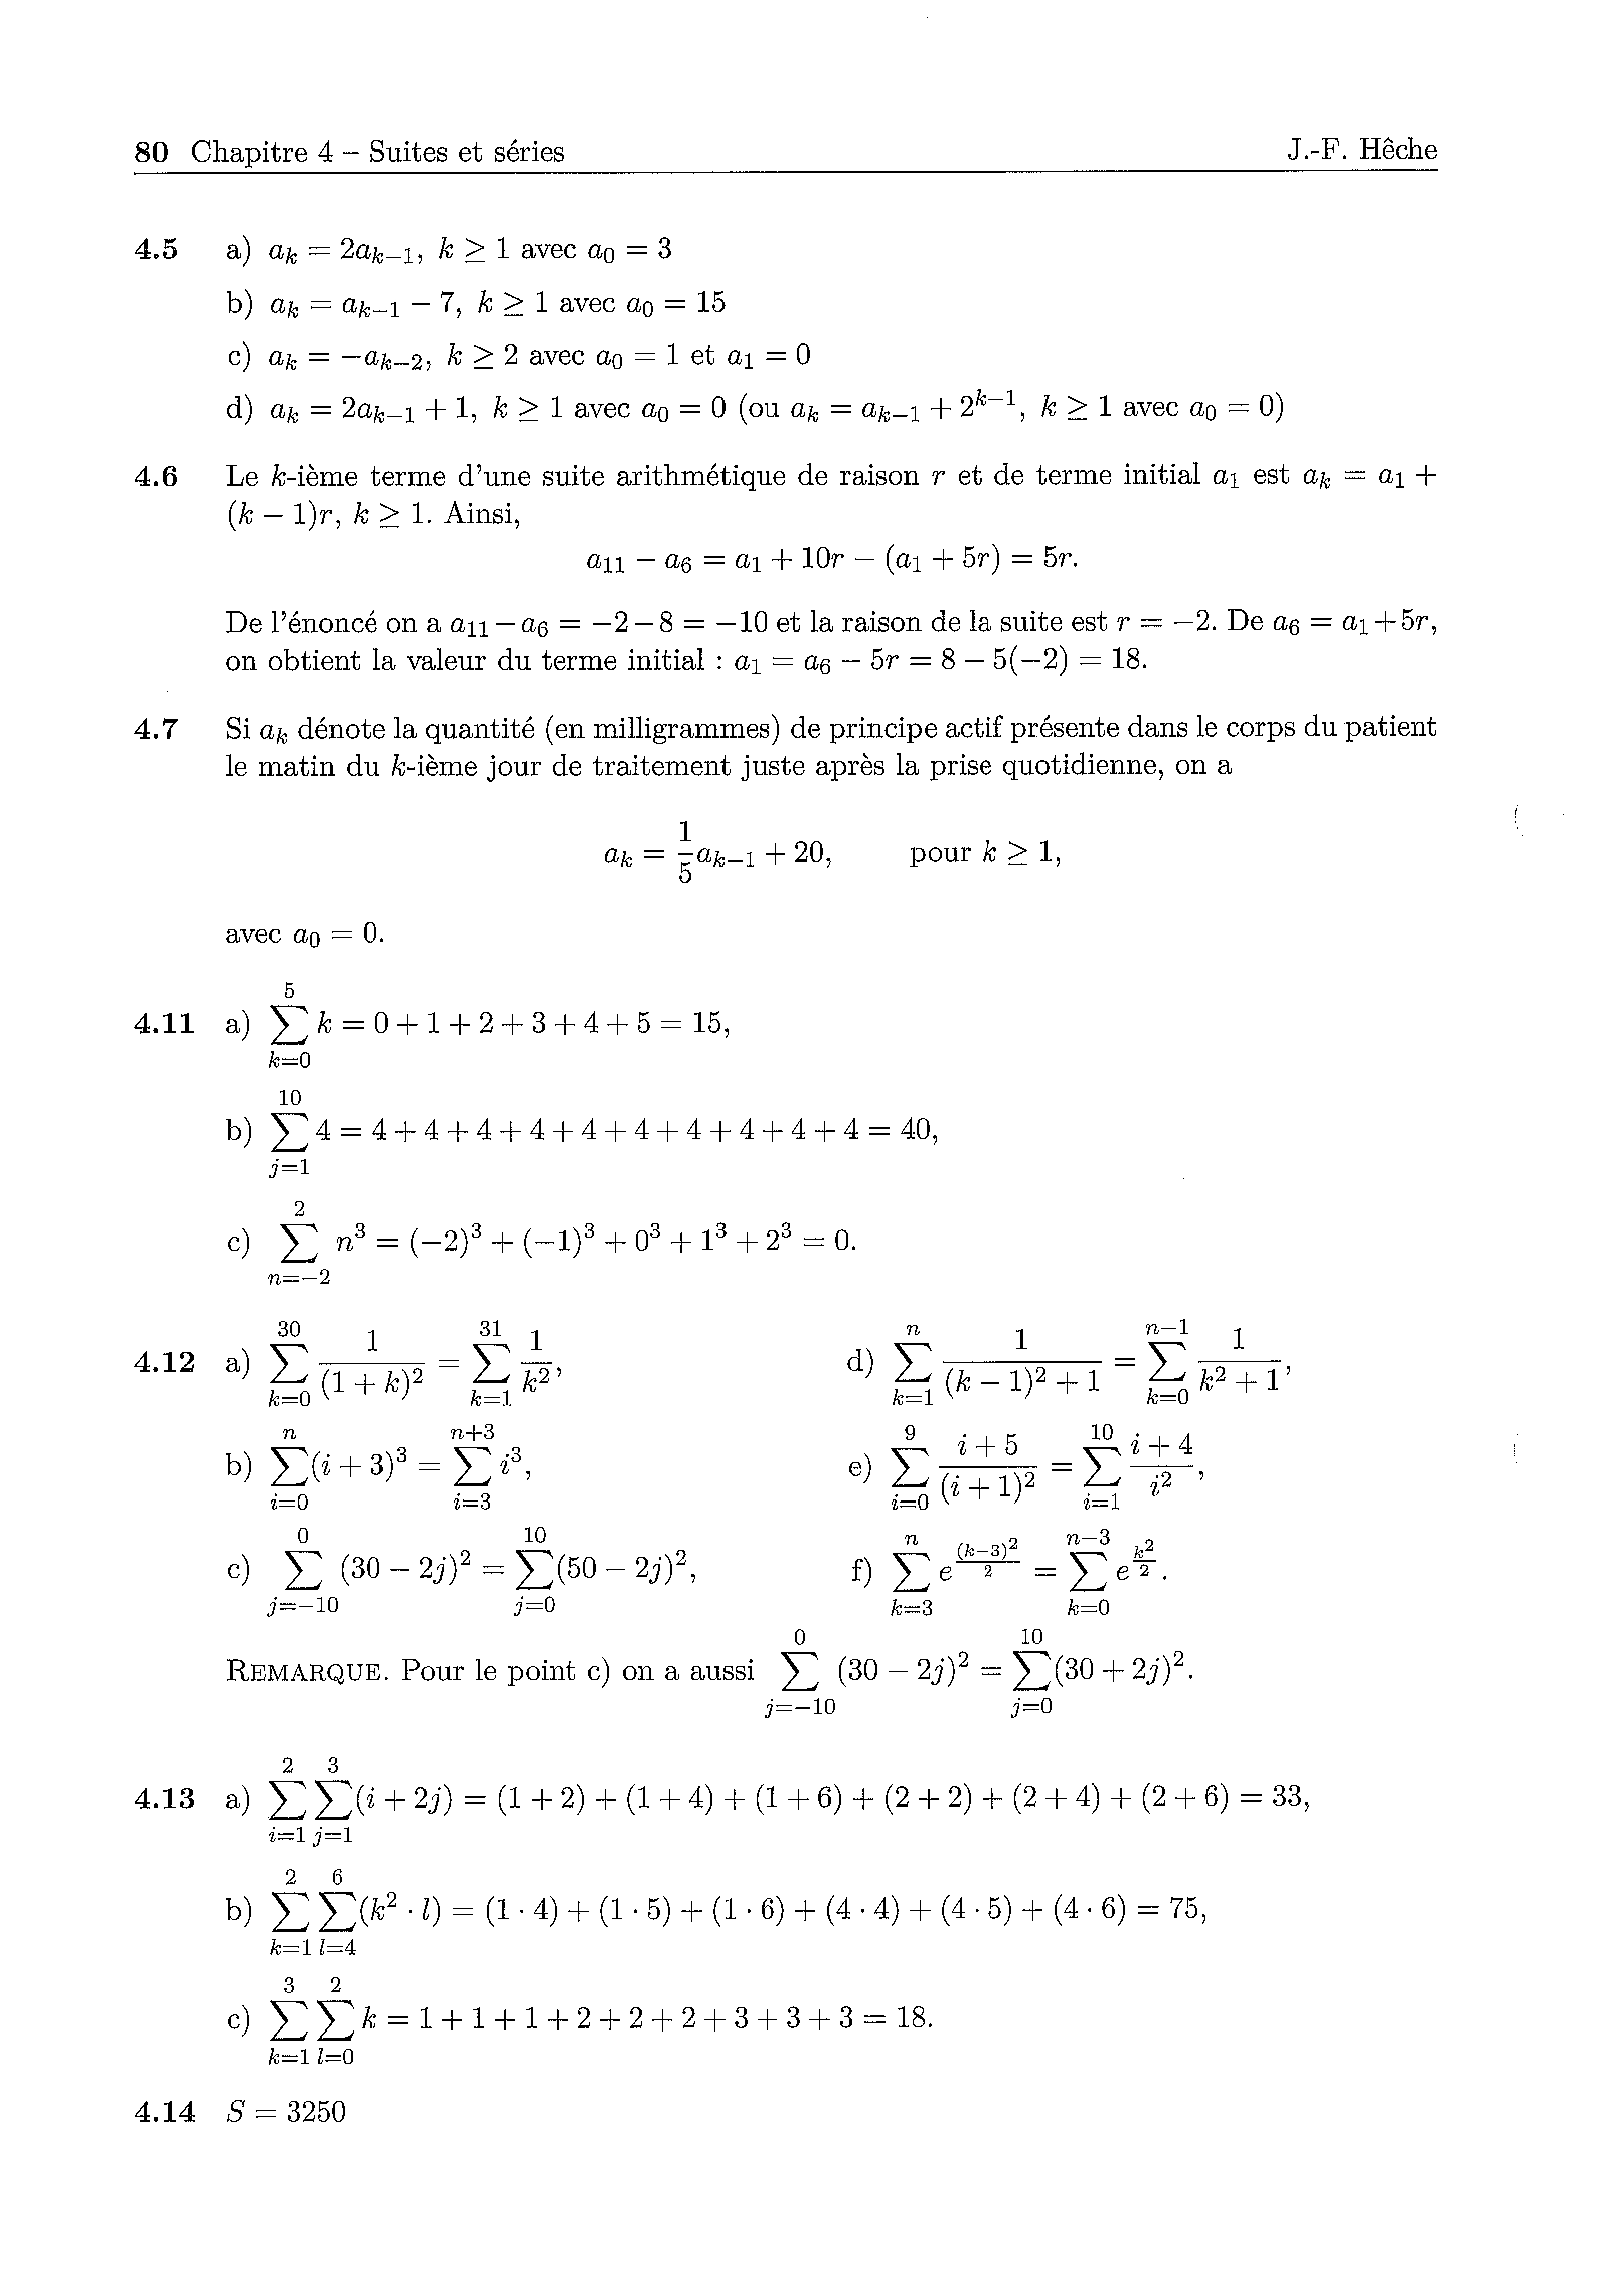 80 Chapitre 4 – Suites et séries J.-F. Hêche
4.5 a) a_k = 2a_{k−1}, k ≥ 1 avec a_0 = 3
b) a_k = a_{k−1} − 7, k ≥ 1 avec a_0 = 15
c) a_k = −a_{k−2}, k ≥ 2 avec a_0 = 1 et a_1 = 0
d) a_k = 2a_{k−1} + 1, k ≥ 1 avec a_0 = 0 (ou a_k = a_{k−1} + 2^{k−1}, k ≥ 1 avec a_0 = 0)
4.6 Le k-ième terme d'une suite arithmétique de raison r et de terme initial a_1 est a_k = a_1 +
(k − 1)r, k ≥ 1. Ainsi,
a_{11} − a_6 = a_1 + 10r − (a_1 + 5r) = 5r.
De l'énoncé on a a_{11} − a_6 = −2 − 8 = −10 et la raison de la suite est r = −2. De a_6 = a_1 + 5r,
on obtient la valeur du terme initial : a_1 = a_6 − 5r = 8 − 5(−2) = 18.
4.7 Si a_k dénote la quantité (en milligrammes) de principe actif présente dans le corps du patient
le matin du k-ième jour de traitement juste après la prise quotidienne, on a
a_k = \frac{1}{5}a_{k−1} + 20, pour k ≥ 1,
avec a_0 = 0.
4.11 a) \sum_{k=0}^{5} k = 0 + 1 + 2 + 3 + 4 + 5 = 15,
b) \sum_{j=1}^{10} 4 = 4 + 4 + 4 + 4 + 4 + 4 + 4 + 4 + 4 + 4 = 40,
c) \sum_{n=−2}^{2} n^3 = (−2)^3 + (−1)^3 + 0^3 + 1^3 + 2^3 = 0.
4.12 a) \sum_{k=0}^{30} \frac{1}{(1 + k)^2} = \sum_{k=1}^{31} \frac{1}{k^2}, d) \sum_{k=1}^{n} \frac{1}{(k − 1)^2 + 1} = \sum_{k=0}^{n−1} \frac{1}{k^2 + 1},
b) \sum_{i=0}^{n} (i + 3)^3 = \sum_{i=3}^{n+3} i^3, e) \sum_{i=0}^{9} \frac{i + 5}{(i + 1)^2} = \sum_{i=1}^{10} \frac{i + 4}{i^2},
c) \sum_{j=−10}^{0} (30 − 2j)^2 = \sum_{j=0}^{10} (50 − 2j)^2, f) \sum_{k=3}^{n} e^{\frac{(k−3)^2}{2}} = \sum_{k=0}^{n−3} e^{\frac{k^2}{2}}.
REMARQUE. Pour le point c) on a aussi \sum_{j=−10}^{0} (30 − 2j)^2 = \sum_{j=0}^{10} (30 + 2j)^2.
4.13 a) \sum_{i=1}^{2} \sum_{j=1}^{3} (i + 2j) = (1 + 2) + (1 + 4) + (1 + 6) + (2 + 2) + (2 + 4) + (2 + 6) = 33,
b) \sum_{k=1}^{2} \sum_{l=4}^{6} (k^2 · l) = (1 · 4) + (1 · 5) + (1 · 6) + (4 · 4) + (4 · 5) + (4 · 6) = 75,
c) \sum_{k=1}^{3} \sum_{l=0}^{2} k = 1 + 1 + 1 + 2 + 2 + 2 + 3 + 3 + 3 = 18.
4.14 S = 3250